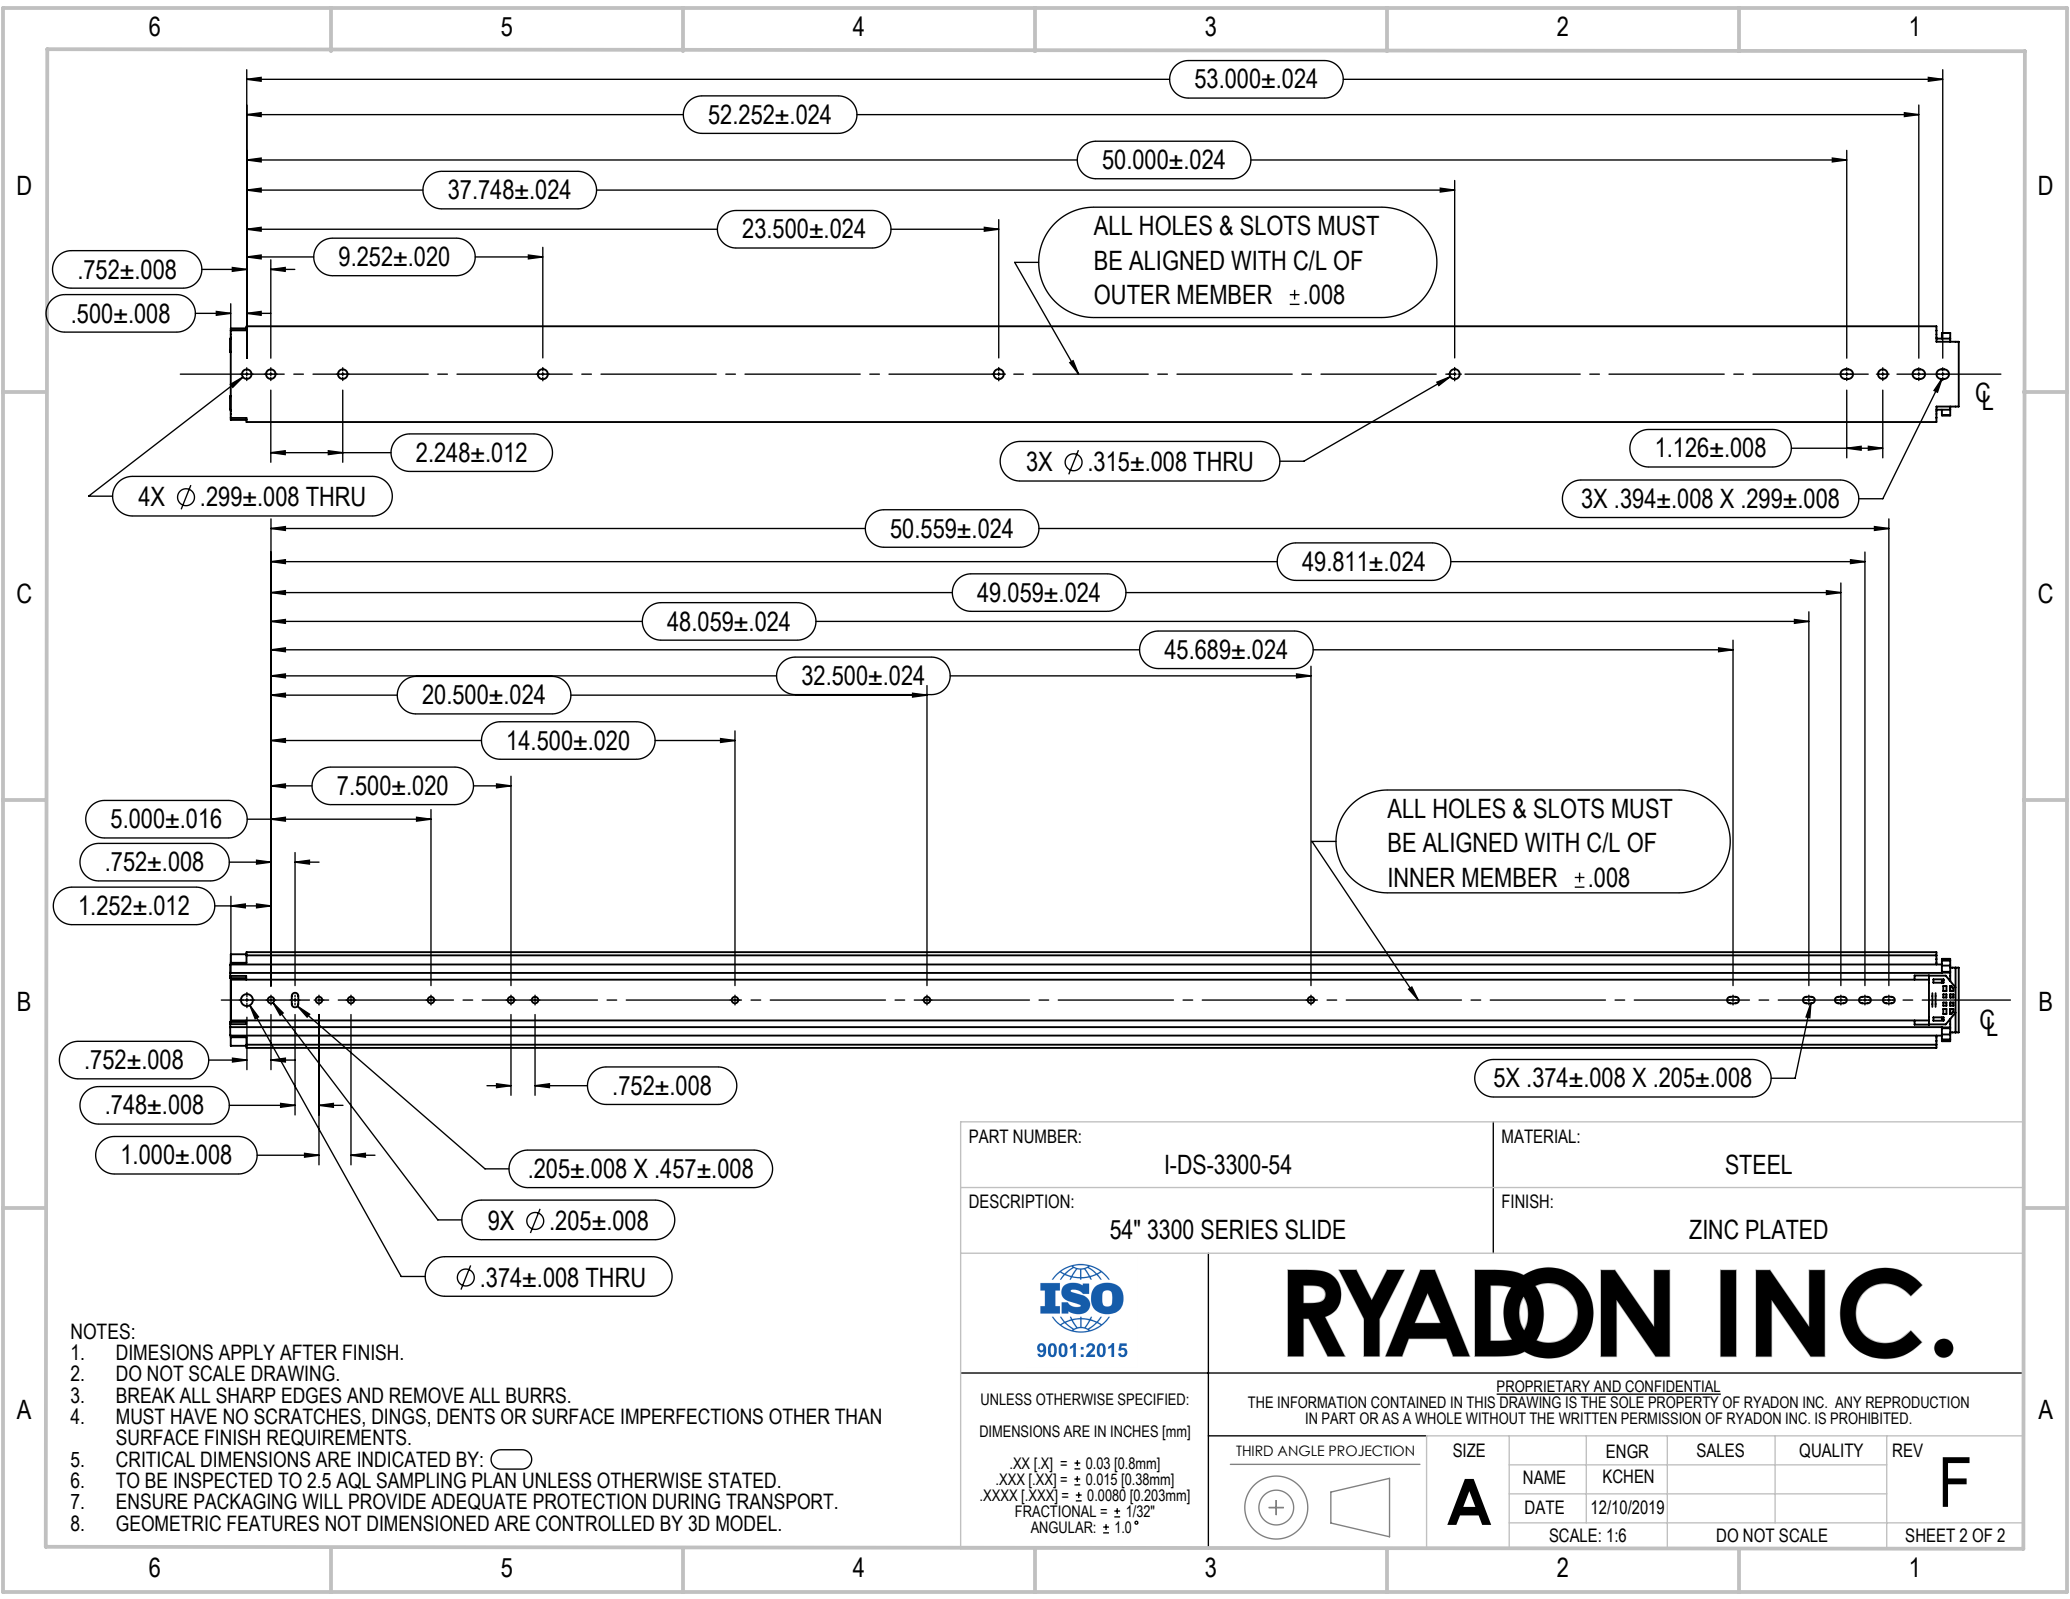 6 5 4 3 2 1
D
D
C
C
B
B
A
A
53.000±.024
52.252±.024
50.000±.024
37.748±.024
23.500±.024
9.252±.020
.752±.008
.500±.008
ALL HOLES & SLOTS MUST
BE ALIGNED WITH C/L OF
OUTER MEMBER ±.008
℄
2.248±.012
3X ∅.315±.008 THRU
1.126±.008
4X ∅.299±.008 THRU
3X .394±.008 X .299±.008
50.559±.024
49.811±.024
49.059±.024
48.059±.024
45.689±.024
32.500±.024
20.500±.024
14.500±.020
7.500±.020
5.000±.016
.752±.008
1.252±.012
ALL HOLES & SLOTS MUST
BE ALIGNED WITH C/L OF
INNER MEMBER ±.008
℄
.752±.008
.752±.008
5X .374±.008 X .205±.008
.748±.008
1.000±.008
.205±.008 X .457±.008
9X ∅.205±.008
∅.374±.008 THRU
NOTES:
1. DIMESIONS APPLY AFTER FINISH.
2. DO NOT SCALE DRAWING.
3. BREAK ALL SHARP EDGES AND REMOVE ALL BURRS.
4. MUST HAVE NO SCRATCHES, DINGS, DENTS OR SURFACE IMPERFECTIONS OTHER THAN
SURFACE FINISH REQUIREMENTS.
5. CRITICAL DIMENSIONS ARE INDICATED BY:
6. TO BE INSPECTED TO 2.5 AQL SAMPLING PLAN UNLESS OTHERWISE STATED.
7. ENSURE PACKAGING WILL PROVIDE ADEQUATE PROTECTION DURING TRANSPORT.
8. GEOMETRIC FEATURES NOT DIMENSIONED ARE CONTROLLED BY 3D MODEL.
PART NUMBER:
I-DS-3300-54
MATERIAL:
STEEL
DESCRIPTION:
54" 3300 SERIES SLIDE
FINISH:
ZINC PLATED
ISO
9001:2015
RYADON INC.
UNLESS OTHERWISE SPECIFIED:
DIMENSIONS ARE IN INCHES [mm]
.XX [.X] = ± 0.03 [0.8mm]
.XXX [.XX] = ± 0.015 [0.38mm]
.XXXX [.XXX] = ± 0.0080 [0.203mm]
FRACTIONAL = ± 1/32"
ANGULAR: ± 1.0°
PROPRIETARY AND CONFIDENTIAL
THE INFORMATION CONTAINED IN THIS DRAWING IS THE SOLE PROPERTY OF RYADON INC. ANY REPRODUCTION
IN PART OR AS A WHOLE WITHOUT THE WRITTEN PERMISSION OF RYADON INC. IS PROHIBITED.
THIRD ANGLE PROJECTION
SIZE
A
ENGR SALES QUALITY
NAME KCHEN
DATE 12/10/2019
REV
F
SCALE: 1:6
DO NOT SCALE
SHEET 2 OF 2
6 5 4 3 2 1